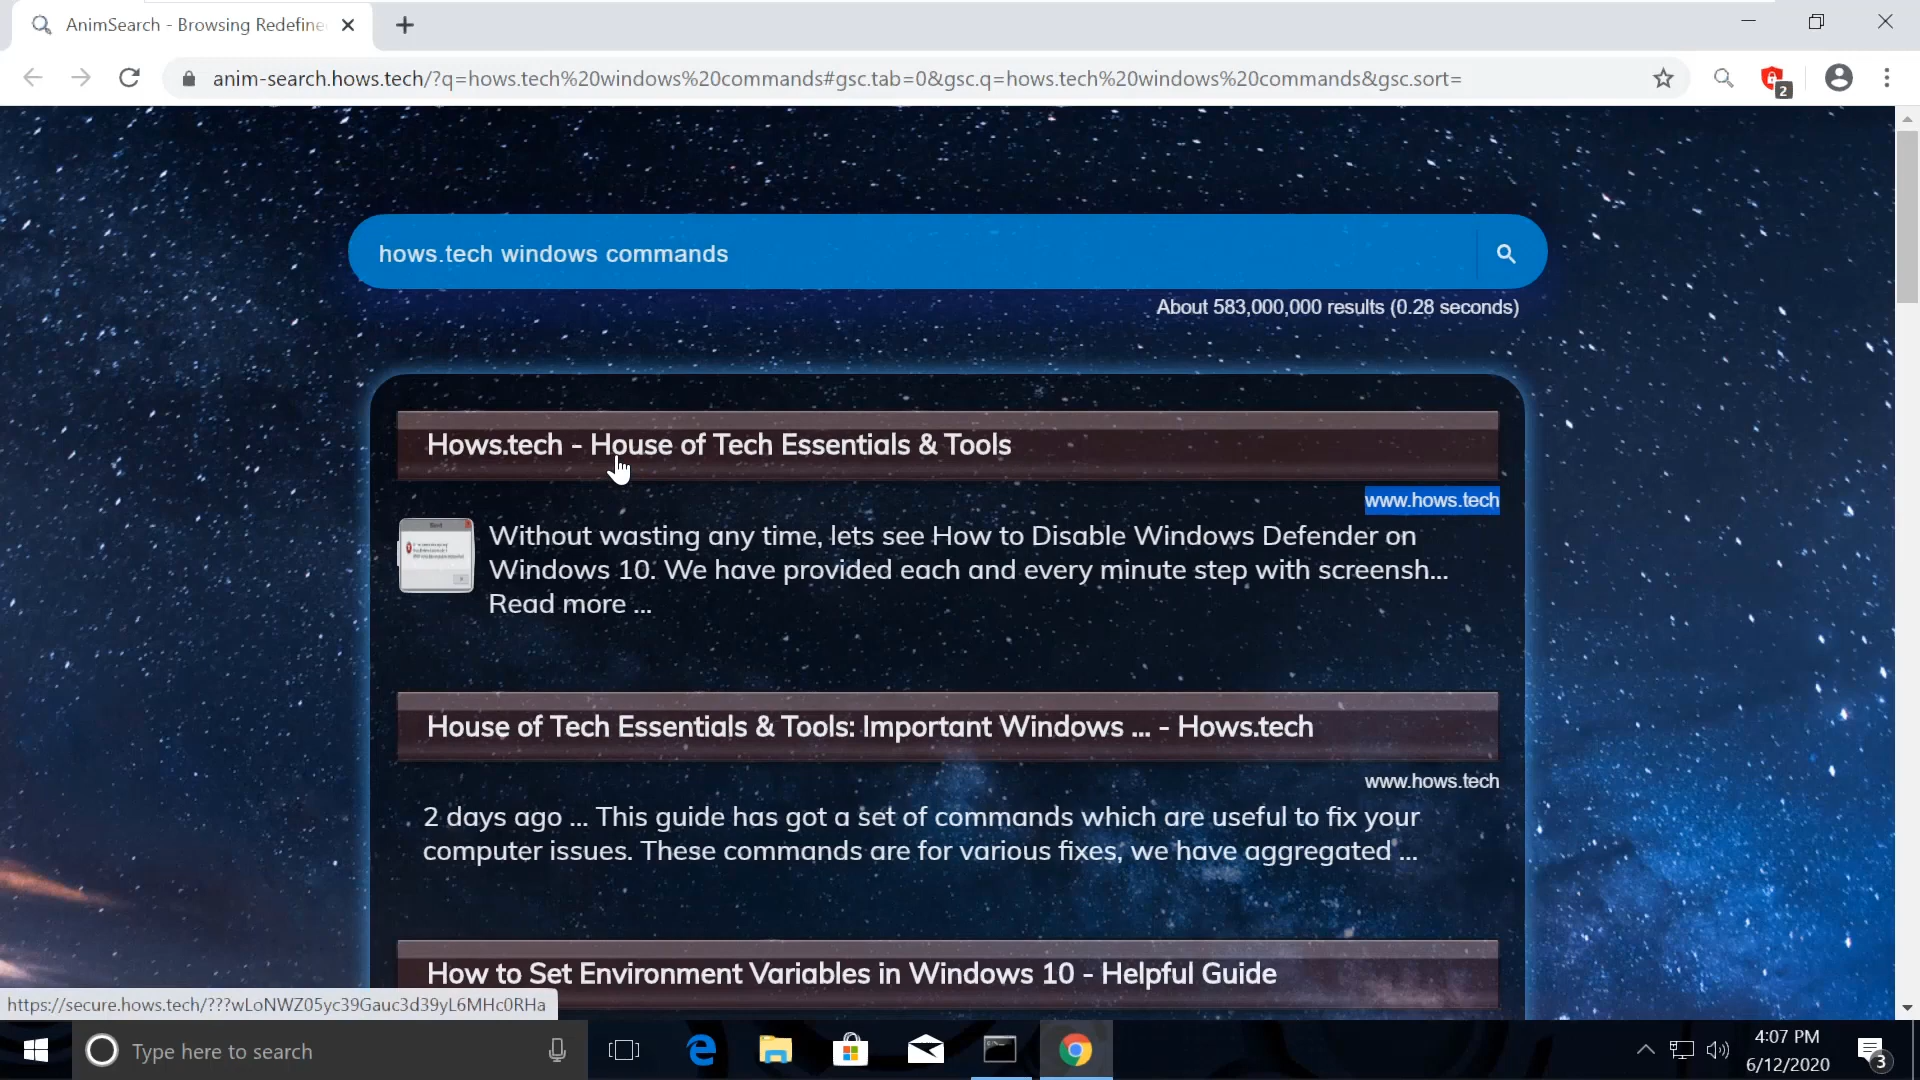 AnimSearch - Browsing Redefine
anim-search.hows.tech/?q=hows.tech%20windows%20commands#gsc.tab=0&gsc.q=hows.tech%20windows%20commands&gsc.sort=
2
hows.tech windows commands
About 583,000,000 results (0.28 seconds)
Hows.tech - House of Tech Essentials & Tools
www.hows.tech
Without wasting any time, lets see How to Disable Windows Defender on
Windows 10. We have provided each and every minute step with screensh...
Read more ...
House of Tech Essentials & Tools: Important Windows ... - Hows.tech
www.hows.tech
2 days ago ... This guide has got a set of commands which are useful to fix your
computer issues. These commands are for various fixes, we have aggregated ...
How to Set Environment Variables in Windows 10 - Helpful Guide
https://secure.hows.tech/???wLoNWZ05yc39Gauc3d39yL6MHc0RHa
Type here to search
4:07 PM
6/12/2020
3